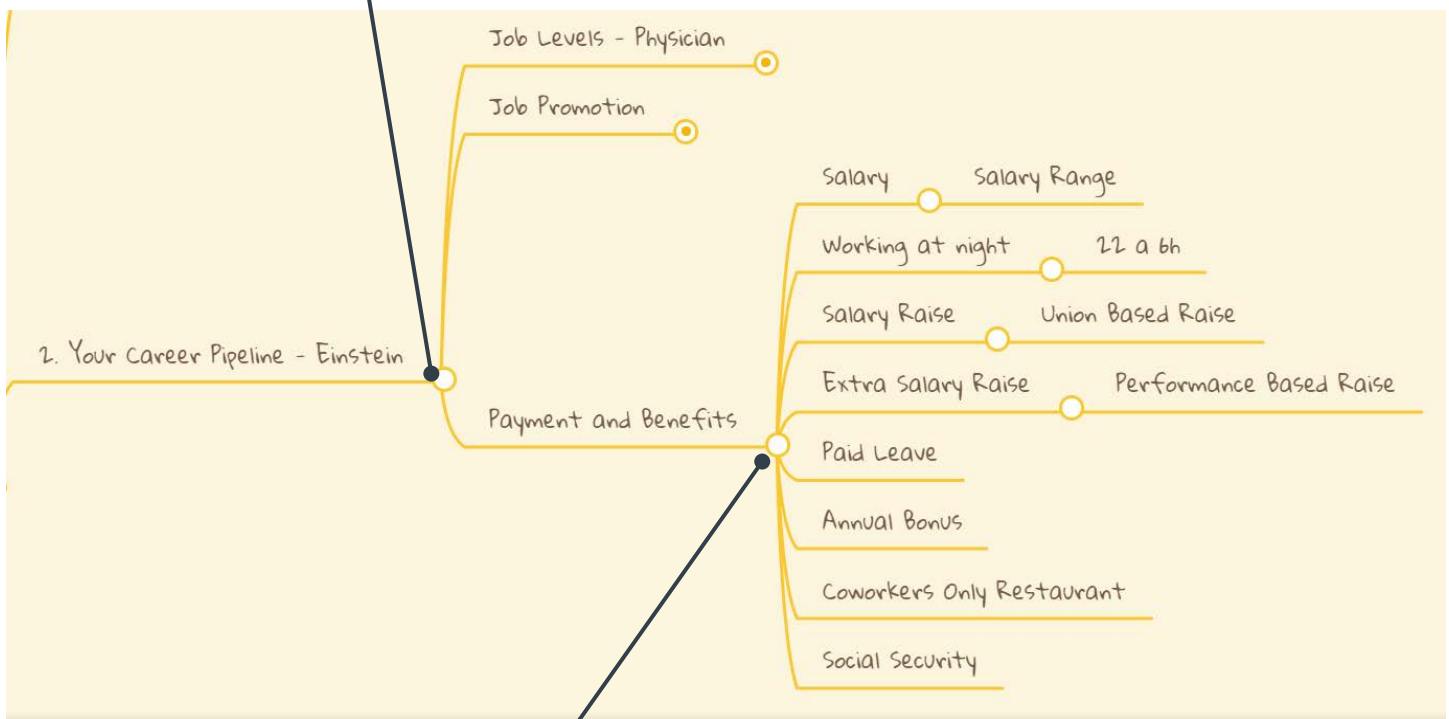 Job Levels - Physician
Job Promotion
Salary
Salary Range
Working at night
22 a 6h
Salary Raise
Union Based Raise
2. Your Career Pipeline - Einstein
Extra Salary Raise
Performance Based Raise
Payment and Benefits
Paid Leave
Annual Bonus
Coworkers Only Restaurant
Social Security